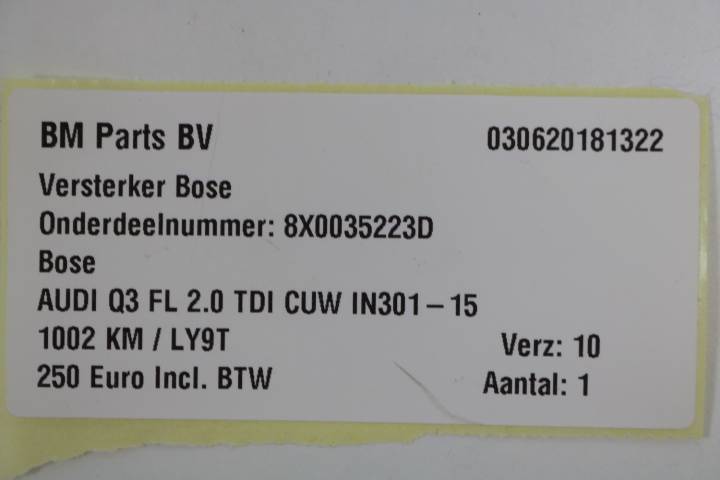 BM Parts BV 030620181322
Versterker Bose
Onderdeelnummer: 8X0035223D
Bose
AUDI Q3 FL 2.0 TDI CUW IN301-15
1002 KM / LY9T Verz: 10
250 Euro Incl. BTW Aantal: 1